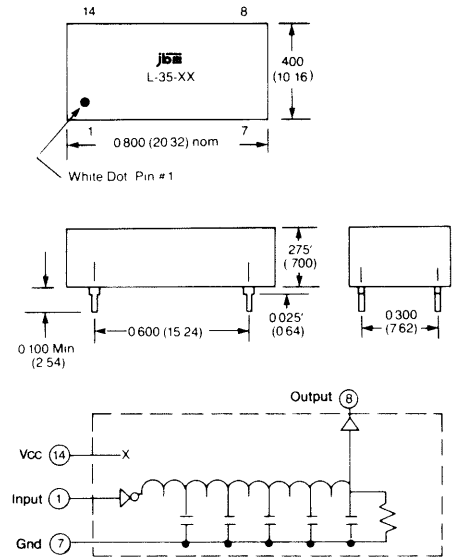 14 8
jbm
L-35-XX
400
(10 16)
1 7
0 800 (20 32) nom
White Dot Pin # 1
275'
( 700)
0 600 (15 24)
0 025'
(0 64)
0 300
(7 62)
0 100 Min
(2 54)
Output 8
Vcc 14 X
Input 1
Gnd 7